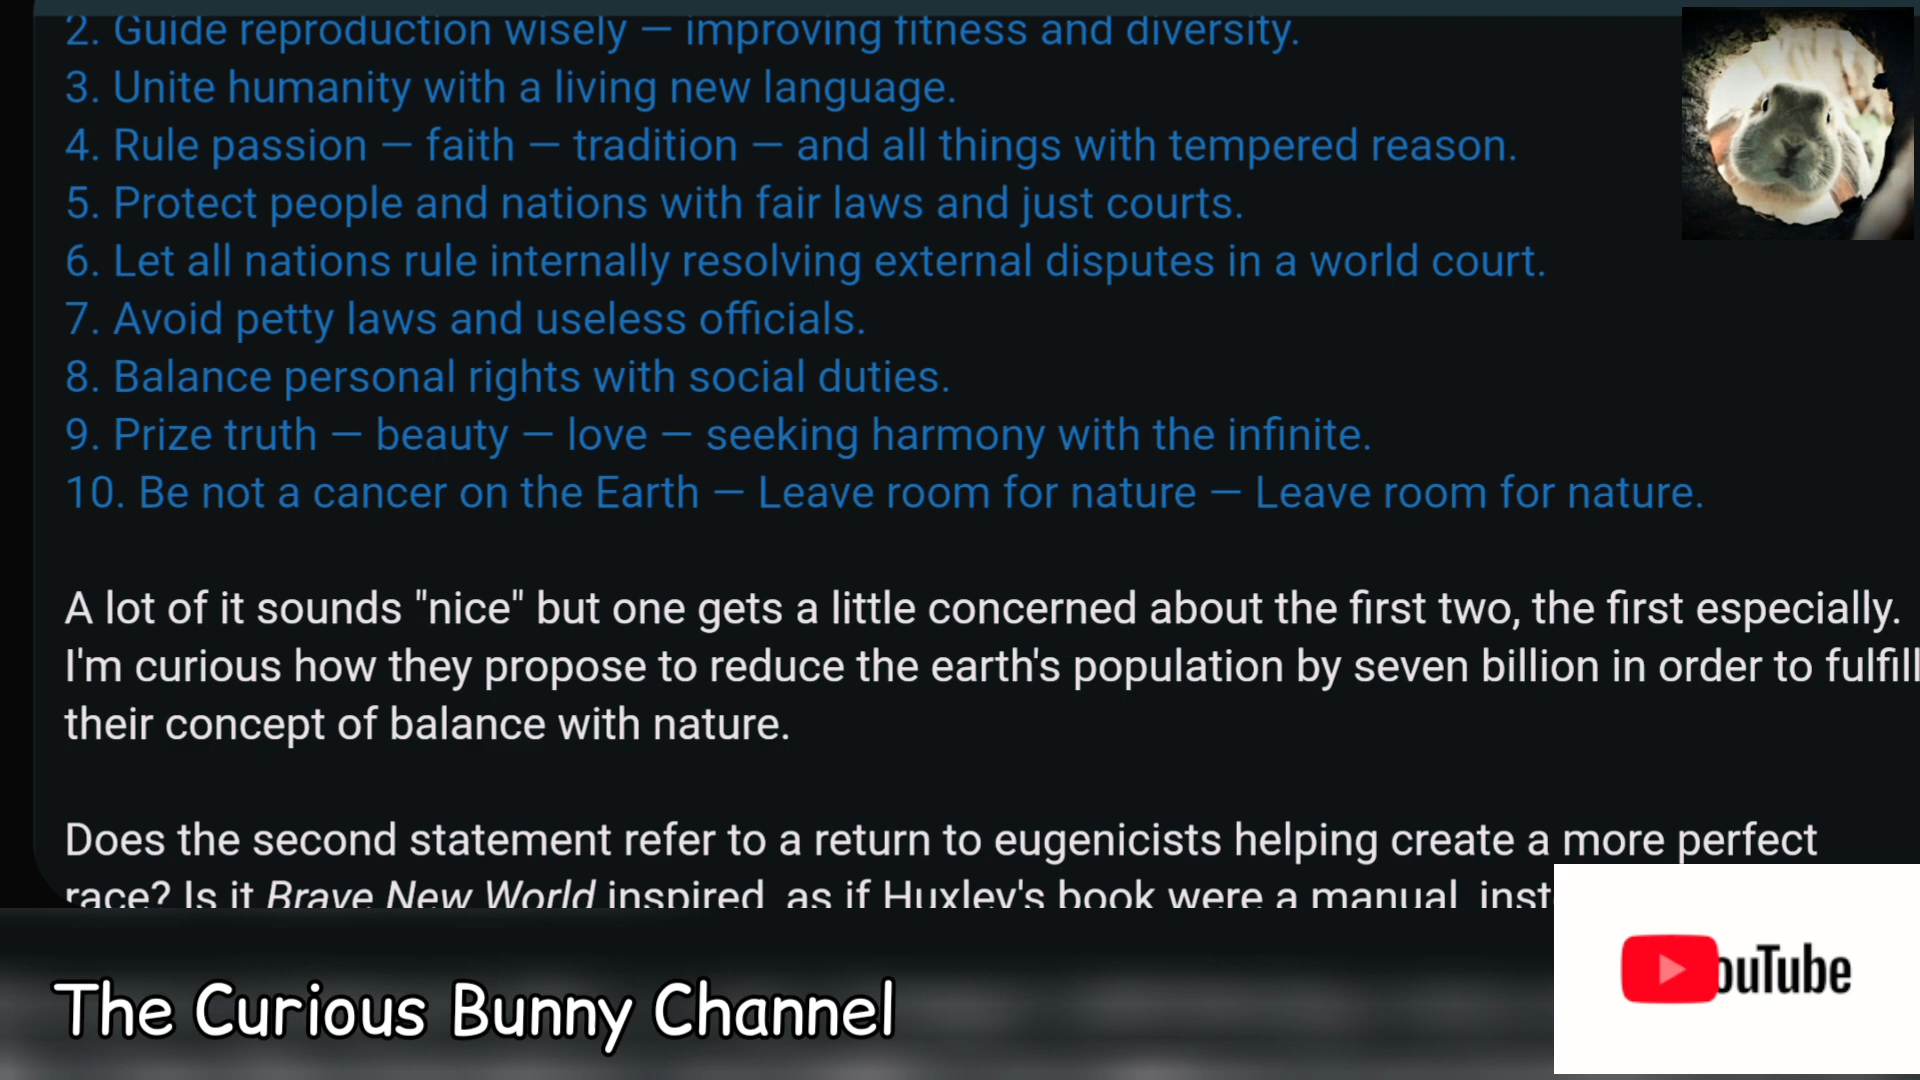 2. Guide reproduction wisely — improving fitness and diversity.
3. Unite humanity with a living new language.
4. Rule passion — faith — tradition — and all things with tempered reason.
5. Protect people and nations with fair laws and just courts.
6. Let all nations rule internally resolving external disputes in a world court.
7. Avoid petty laws and useless officials.
8. Balance personal rights with social duties.
9. Prize truth — beauty — love — seeking harmony with the infinite.
10. Be not a cancer on the Earth — Leave room for nature — Leave room for nature.
A lot of it sounds "nice" but one gets a little concerned about the first two, the first especially.
I'm curious how they propose to reduce the earth's population by seven billion in order to fulfill
their concept of balance with nature.
Does the second statement refer to a return to eugenicists helping create a more perfect
race? Is it Brave New World inspired, as if Huxley's book were a manual, inst
The Curious Bunny Channel
ouTube